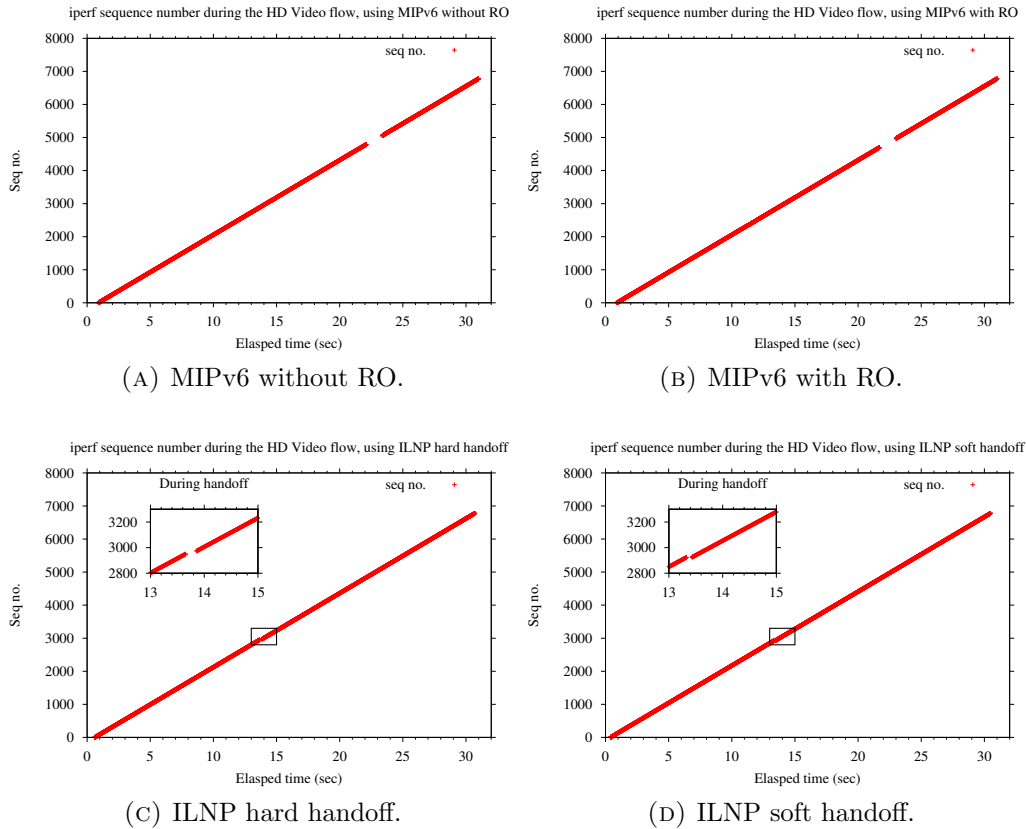 iperf sequence number during the HD Video flow, using MIPv6 without RO
8000
7000
6000
5000
4000
3000
2000
1000
0
Seq no.
seq no.
0 5 10 15 20 25 30
Elasped time (sec)
(A) MIPv6 without RO.
iperf sequence number during the HD Video flow, using MIPv6 with RO
8000
7000
6000
5000
4000
3000
2000
1000
0
Seq no.
seq no.
0 5 10 15 20 25 30
Elasped time (sec)
(B) MIPv6 with RO.
iperf sequence number during the HD Video flow, using ILNP hard handoff
8000
7000
6000
5000
4000
3000
2000
1000
0
Seq no.
seq no.
During handoff
3200
3000
2800
13 14 15
0 5 10 15 20 25 30
Elasped time (sec)
(C) ILNP hard handoff.
iperf sequence number during the HD Video flow, using ILNP soft handoff
8000
7000
6000
5000
4000
3000
2000
1000
0
Seq no.
seq no.
During handoff
3200
3000
2800
13 14 15
0 5 10 15 20 25 30
Elasped time (sec)
(D) ILNP soft handoff.